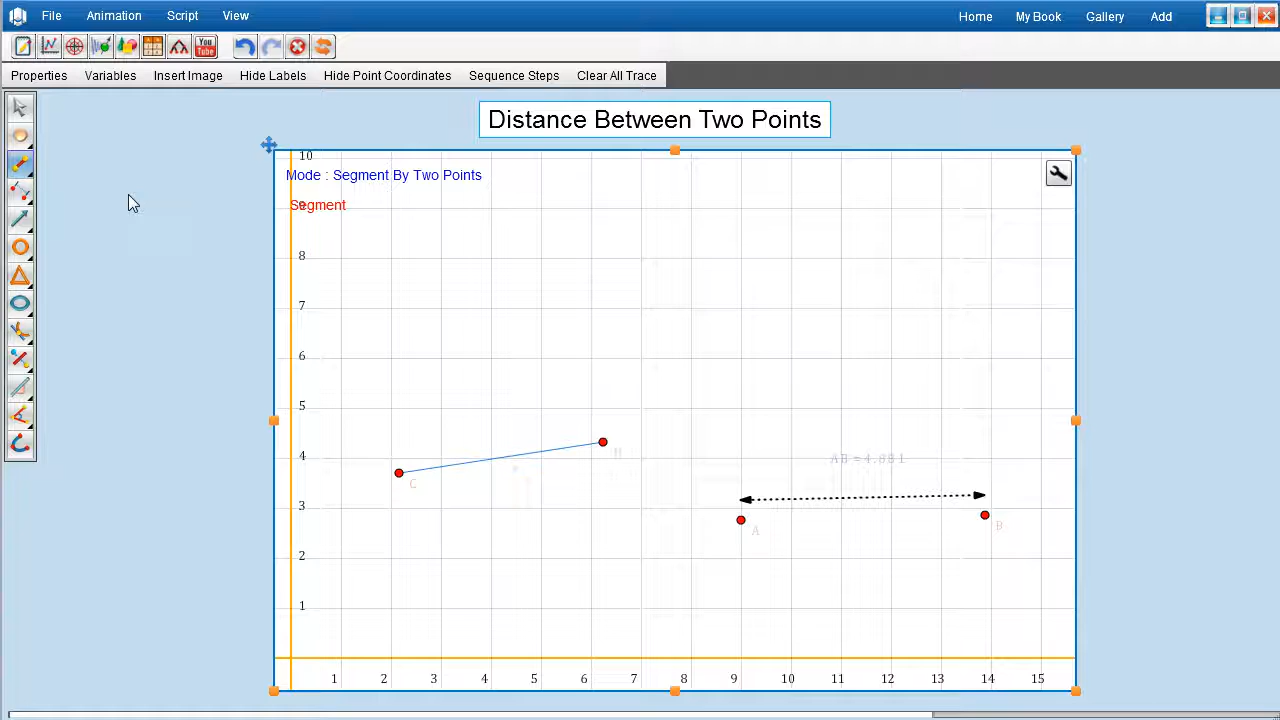 File Animation Script View Home My Book Gallery Add
You Tube
Properties Variables Insert Image Hide Labels Hide Point Coordinates Sequence Steps Clear All Trace
Distance Between Two Points
10
Mode : Segment By Two Points
Segment
9
8
7
6
5
4
3
2
1
C
A
B
1 2 3 4 5 6 7 8 9 10 11 12 13 14 15